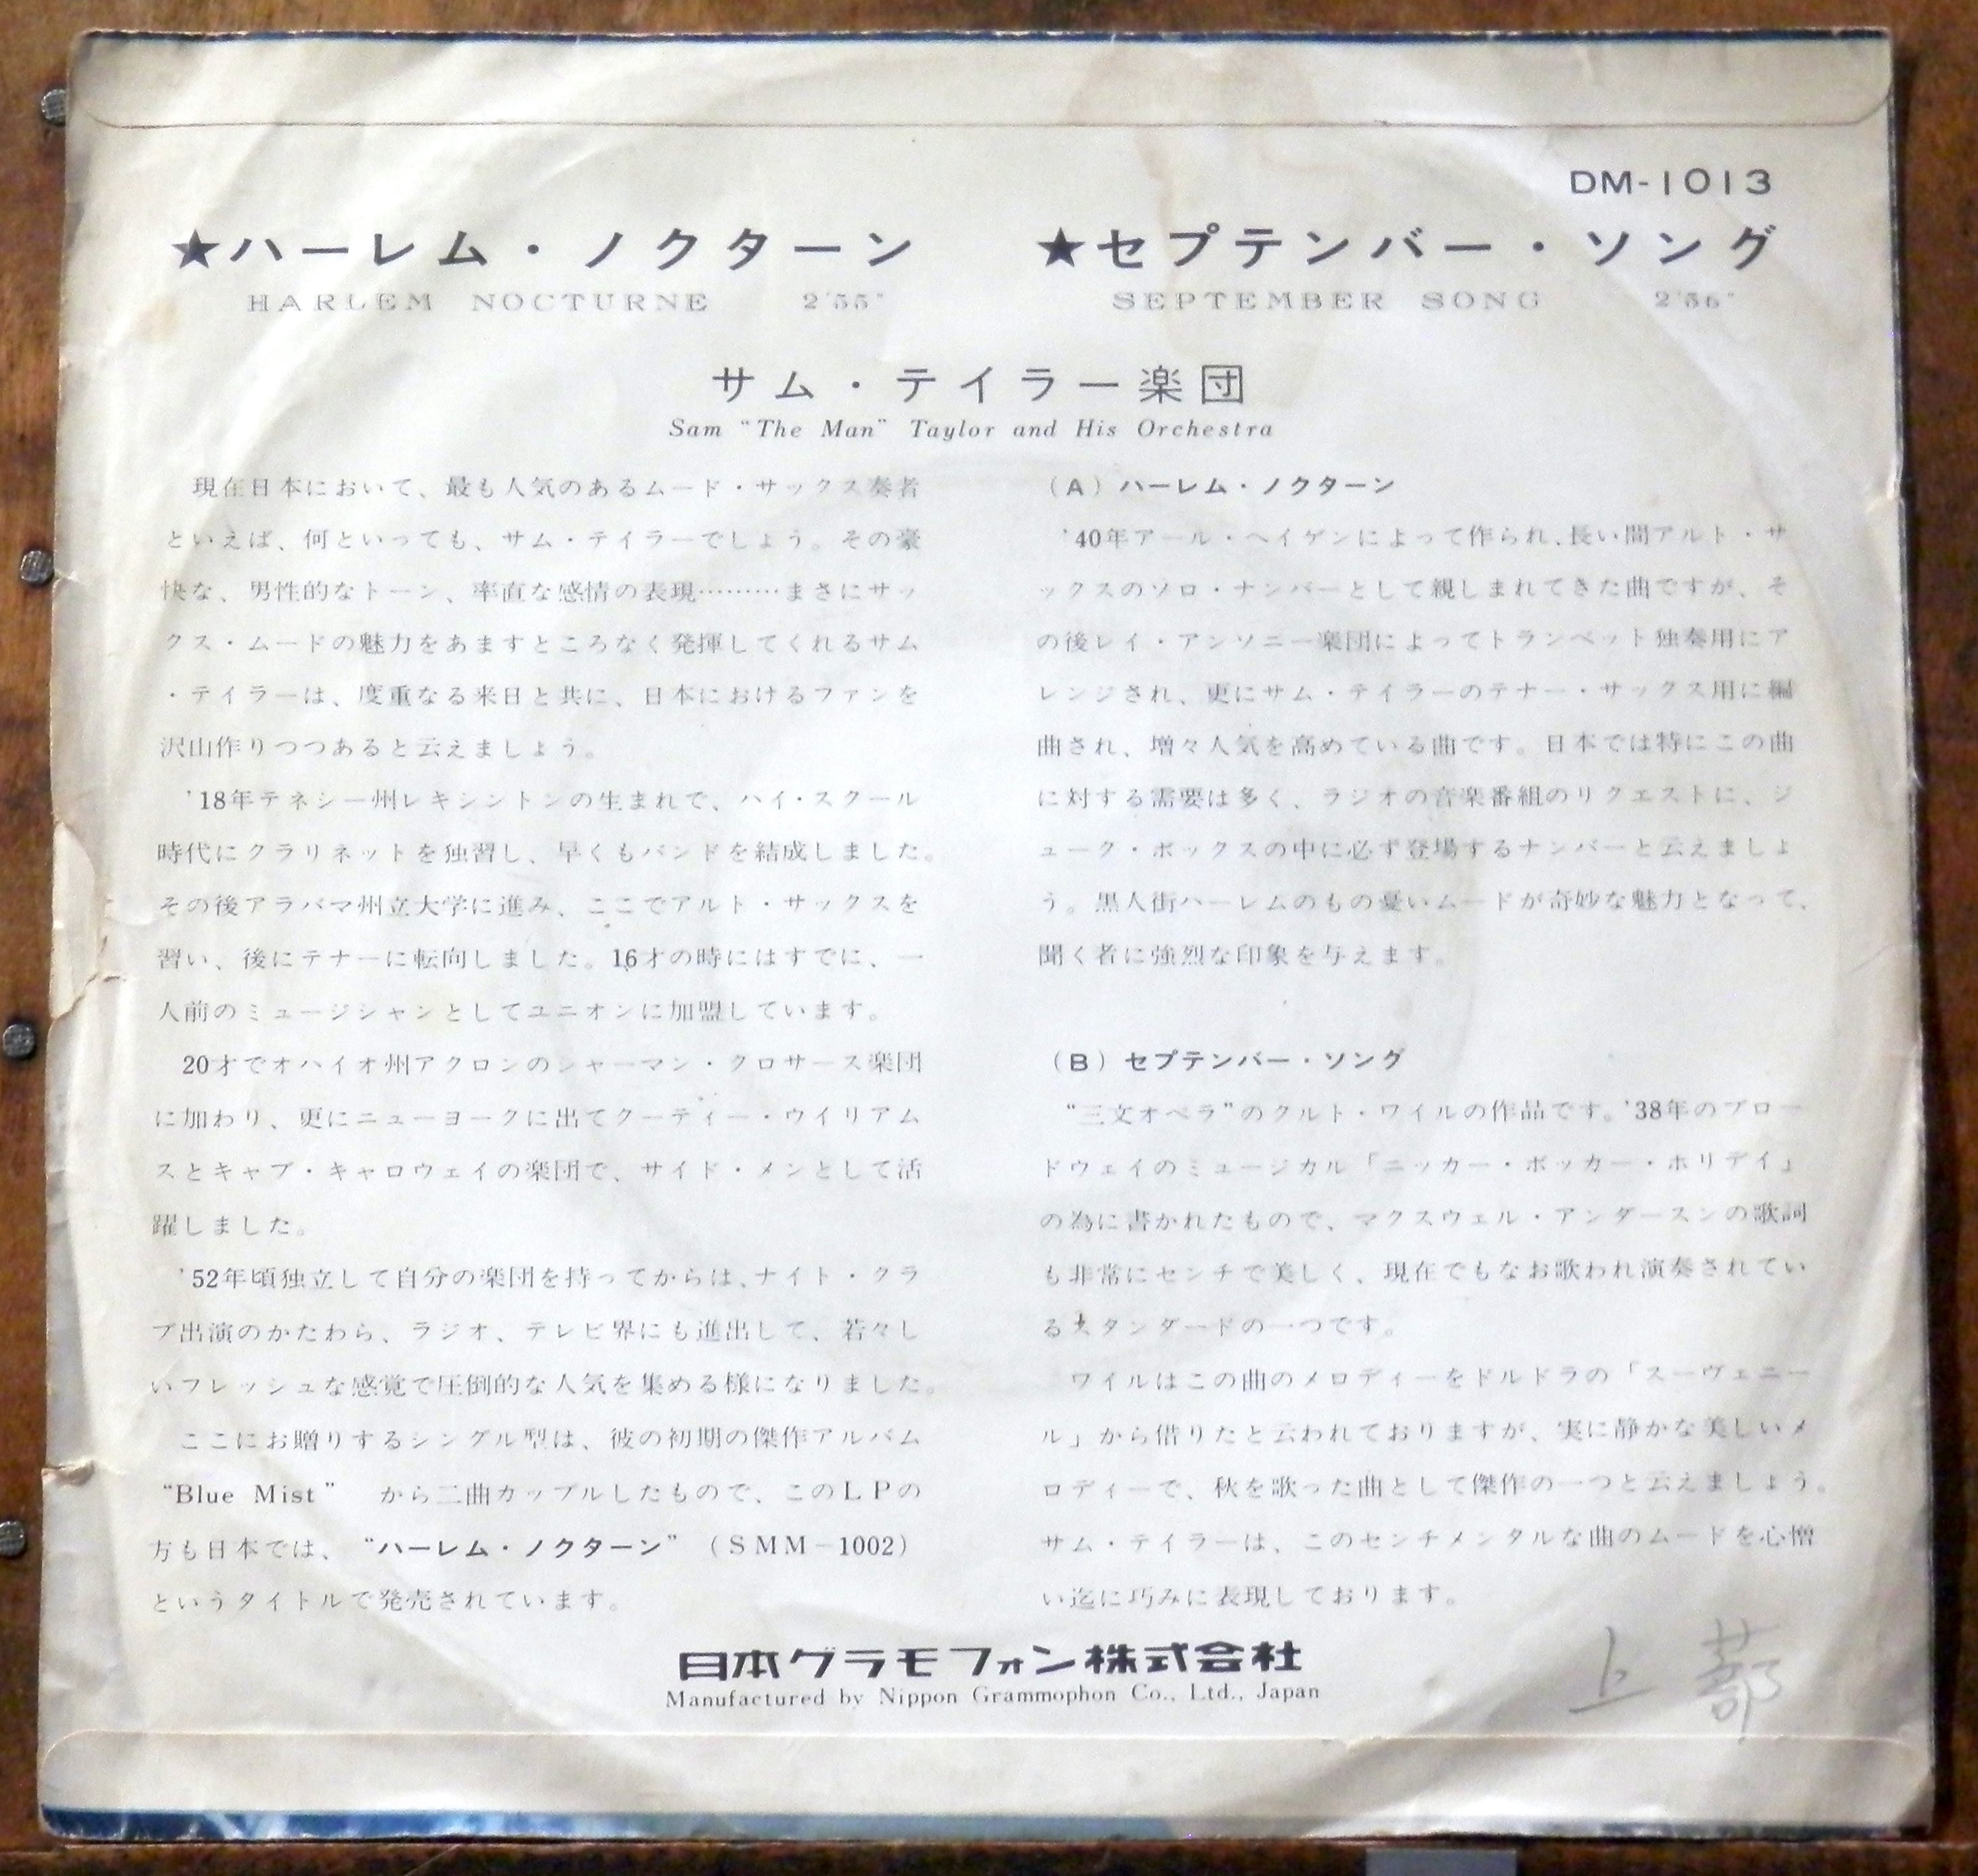 DM-1013
★ハーレム・ノクターン
HARLEM NOCTURNE 2'55"
★セプテンバー・ソング
SEPTEMBER SONG 2'56"
サム・テイラー楽団
Sam "The Man" Taylor and His Orchestra
現在日本において、最も人気のあるムード・サックス奏者
といえば、何といっても、サム・テイラーでしょう。その豪
快な、男性的なトーン、率直な感情の表現………まさにサッ
クス・ムードの魅力をあますところなく発揮してくれるサム
・テイラーは、度重なる来日と共に、日本におけるファンを
沢山作りつつあると云えましょう。
'18年テネシー州レキシントンの生まれで、ハイ・スクール
時代にクラリネットを独習し、早くもバンドを結成しました。
その後アラバマ州立大学に進み、ここでアルト・サックスを
習い、後にテナーに転向しました。16才の時にはすでに、一
人前のミュージシャンとしてユニオンに加盟しています。
20才でオハイオ州アクロンのシャーマン・クロサース楽団
に加わり、更にニューヨークに出てクーティー・ウイリアム
スとキャブ・キャロウェイの楽団で、サイド・メンとして活
躍しました。
'52年頃独立して自分の楽団を持ってからは、ナイト・クラ
ブ出演のかたわら、ラジオ、テレビ界にも進出して、若々し
いフレッシュな感覚で圧倒的な人気を集める様になりました。
ここにお贈りするシングル型は、彼の初期の傑作アルバム
"Blue Mist" から二曲カップルしたもので、このLPの
方も日本では、"ハーレム・ノクターン"（SMM-1002）
というタイトルで発売されています。
（A）ハーレム・ノクターン
'40年アール・ヘイゲンによって作られ、長い間アルト・サ
ックスのソロ・ナンバーとして親しまれてきた曲ですが、そ
の後レイ・アンソニー楽団によってトランペット独奏用にア
レンジされ、更にサム・テイラーのテナー・サックス用に編
曲され、増々人気を高めている曲です。日本では特にこの曲
に対する需要は多く、ラジオの音楽番組のリクエストに、ジ
ューク・ボックスの中に必ず登場するナンバーと云えましょ
う。黒人街ハーレムのもの憂いムードが奇妙な魅力となって、
聞く者に強烈な印象を与えます。
（B）セプテンバー・ソング
"三文オペラ"のクルト・ワイルの作品です。'38年のブロー
ドウェイのミュージカル「ニッカー・ボッカー・ホリデイ」
の為に書かれたもので、マクスウェル・アンダースンの歌詞
も非常にセンチで美しく、現在でもなお歌われ演奏されてい
るスタンダードの一つです。
ワイルはこの曲のメロディーをドルドラの「スーヴェニー
ル」から借りたと云われておりますが、実に静かな美しいメ
ロディーで、秋を歌った曲として傑作の一つと云えましょう。
サム・テイラーは、このセンチメンタルな曲のムードを心憎
い迄に巧みに表現しております。
日本グラモフォン株式会社
Manufactured by Nippon Grammophon Co., Ltd., Japan